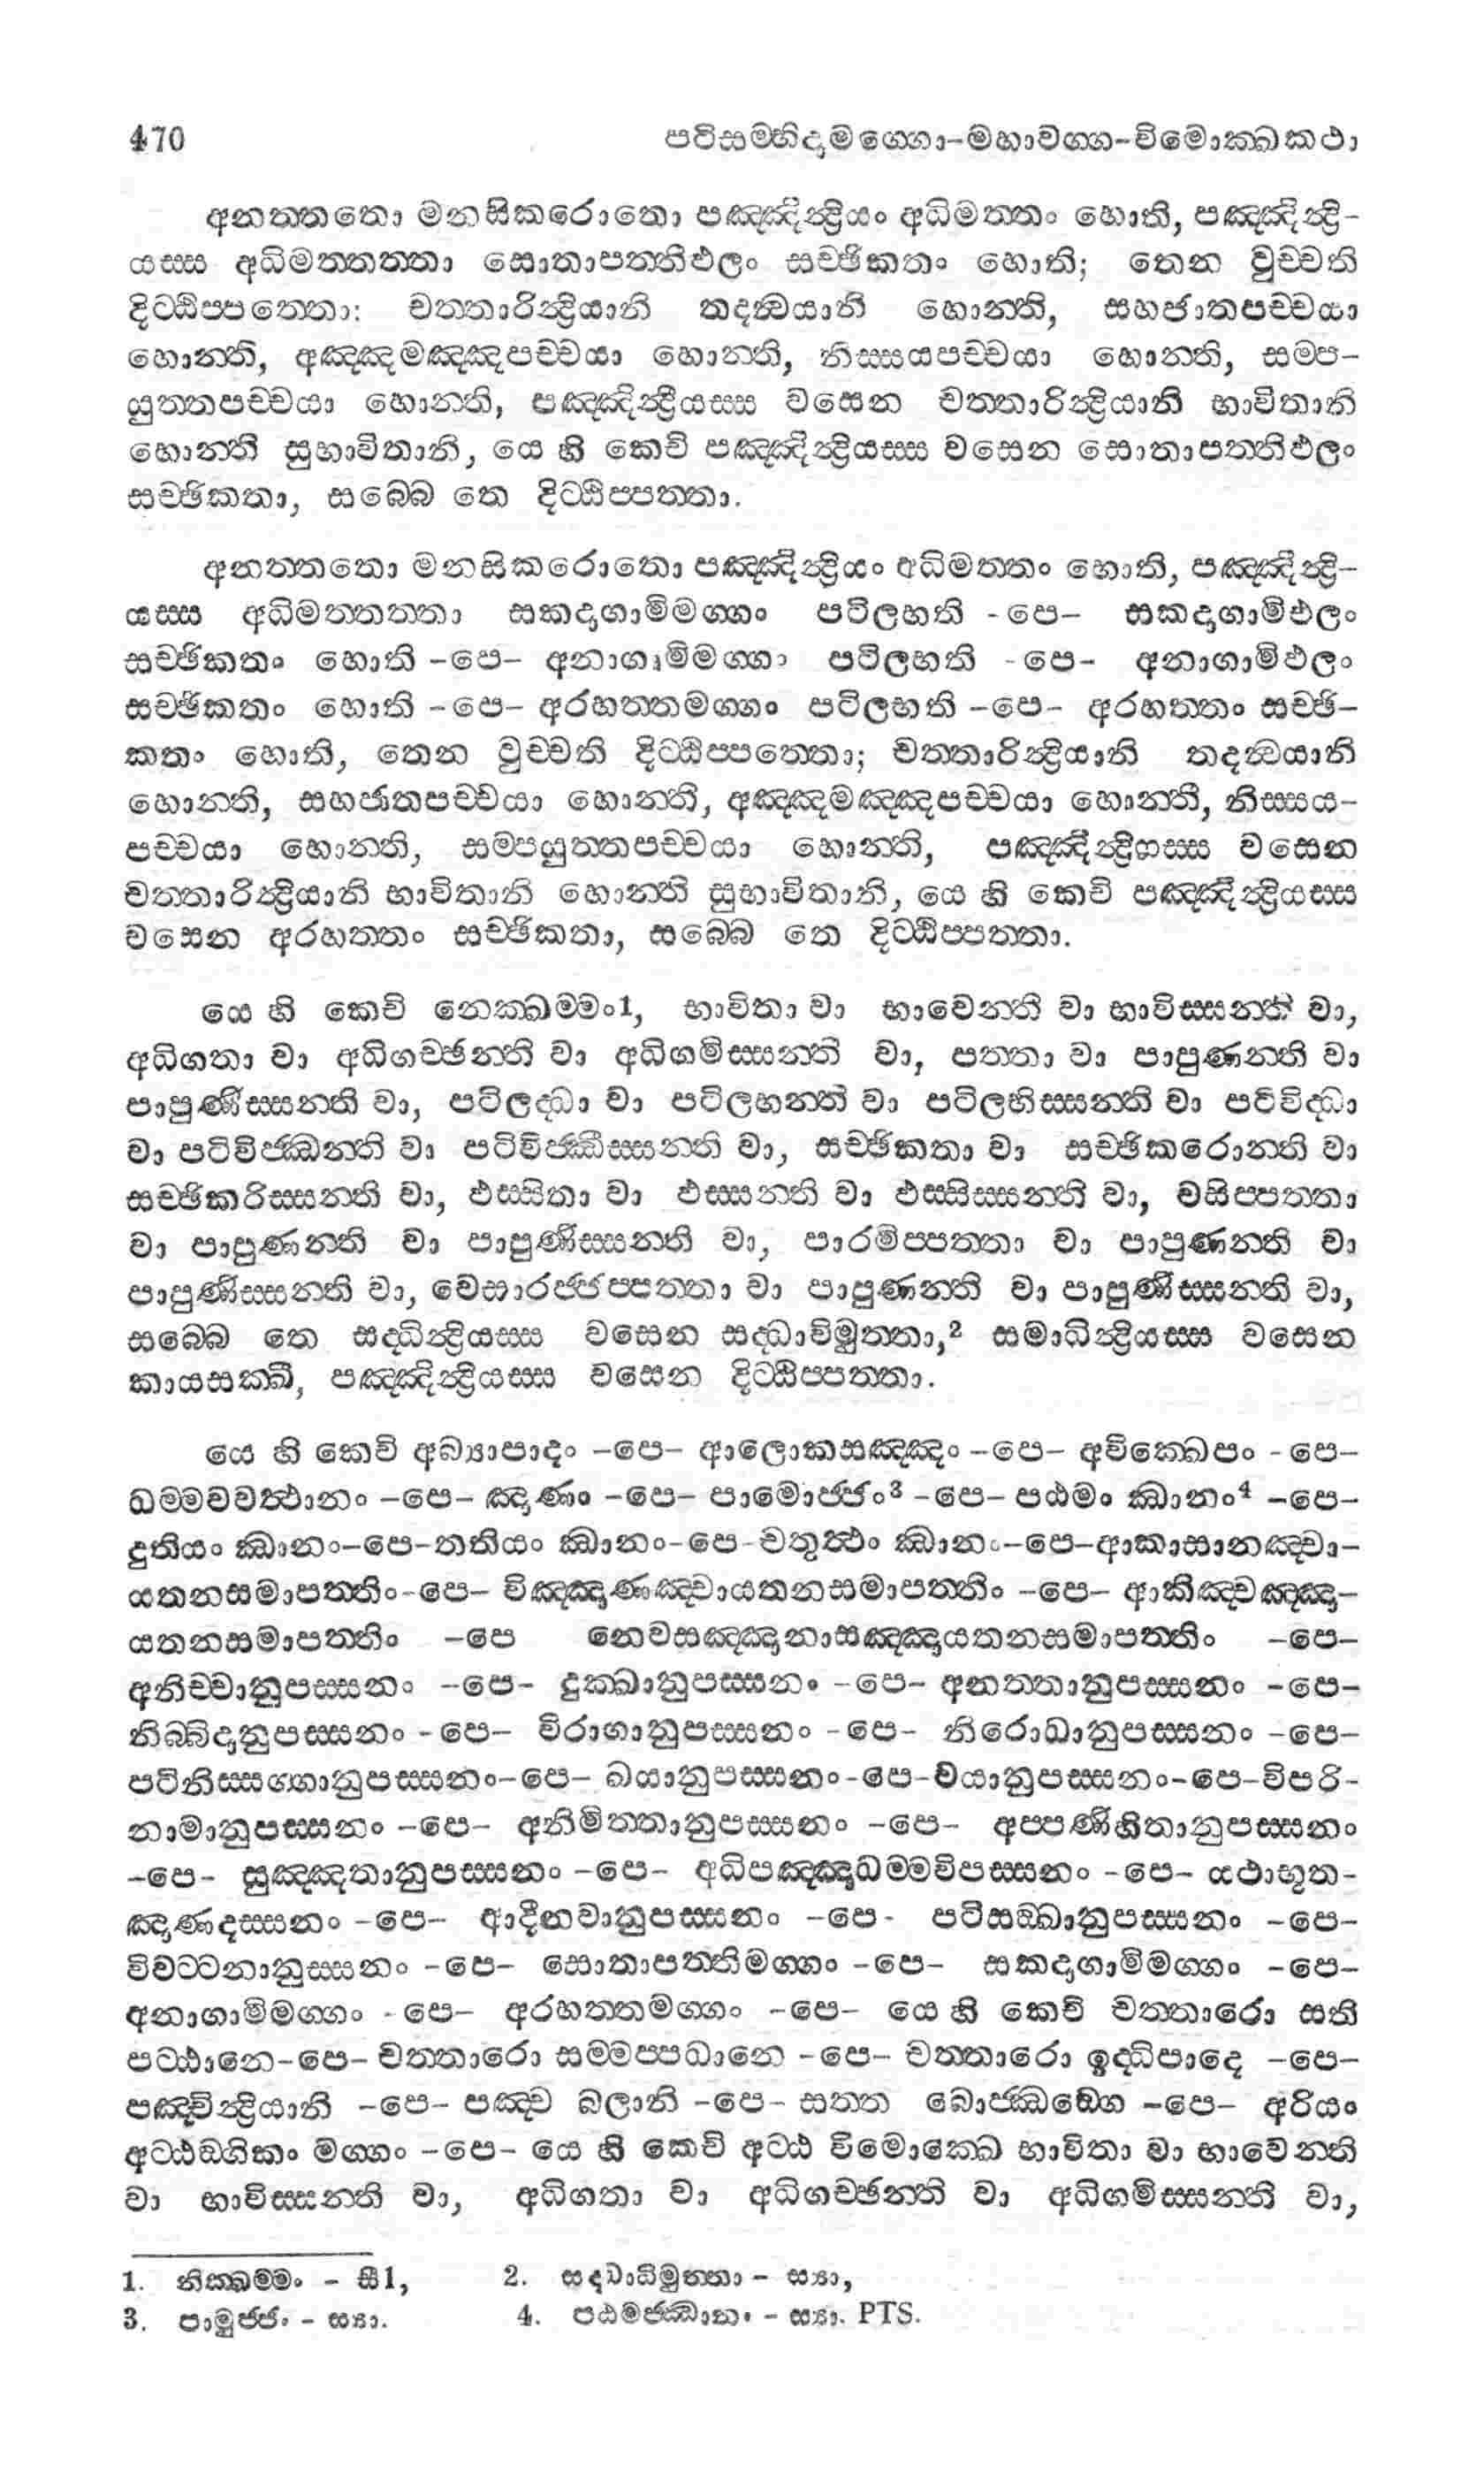 470 පටිසම්භිදාමග්ගො-මහාවග්ග-විමොක්ඛකථා
අනත්තතො මනසිකරොතො පඤ්ඤින්ද්‍රියං අධිමත්තං හොති, පඤ්ඤින්ද්‍රි-
යස්ස අධිමත්තත්තා සොතාපත්තිඵලං සච්ඡිකතං හොති; තෙන වුච්චති
දිට්ඨිප්පත්තො: චත්තාරින්ද්‍රියානි තදන්වයානි හොන්ති, සහජාතපච්චයා
හොන්ති, අඤ්ඤමඤ්ඤපච්චයා හොන්ති, නිස්සයපච්චයා හොන්ති, සම්ප-
යුත්තපච්චයා හොන්ති, පඤ්ඤින්ද්‍රියස්ස වසෙන චත්තාරින්ද්‍රියානි භාවිතානි
හොන්ති සුභාවිතානි, යෙ හි කෙචි පඤ්ඤින්ද්‍රියස්ස වසෙන සොතාපත්තිඵලං
සච්ඡිකතා, සබ්බෙ තෙ දිට්ඨිප්පත්තා.
අනත්තතො මනසිකරොතො පඤ්ඤින්ද්‍රියං අධිමත්තං හොති, පඤ්ඤින්ද්‍රි-
යස්ස අධිමත්තත්තා සකදාගාමිමග්ගං පටිලභති -පෙ- සකදාගාමිඵලං
සච්ඡිකතං හොති -පෙ- අනාගාමිමග්ගං පටිලභති -පෙ- අනාගාමිඵලං
සච්ඡිකතං හොති -පෙ- අරහත්තමග්ගං පටිලභති -පෙ- අරහත්තං සච්ඡි-
කතං හොති, තෙන වුච්චති දිට්ඨිප්පත්තො; චත්තාරින්ද්‍රියානි තදන්වයානි
හොන්ති, සහජාතපච්චයා හොන්ති, අඤ්ඤමඤ්ඤපච්චයා හොන්ති, නිස්සය-
පච්චයා හොන්ති, සම්පයුත්තපච්චයා හොන්ති, පඤ්ඤින්ද්‍රියස්ස වසෙන
චත්තාරින්ද්‍රියානි භාවිතානි හොන්ති සුභාවිතානි, යෙ හි කෙචි පඤ්ඤින්ද්‍රියස්ස
වසෙන අරහත්තං සච්ඡිකතා, සබ්බෙ තෙ දිට්ඨිප්පත්තා.
යෙ හි කෙචි නෙක්ඛම්මං1, භාවිතා වා භාවෙන්ති වා භාවිස්සන්ති වා,
අධිගතා වා අධිගච්ඡන්ති වා අධිගමිස්සන්ති වා, පත්තා වා පාපුණන්ති වා
පාපුණිස්සන්ති වා, පටිලද්ධා වා පටිලභන්ති වා පටිලභිස්සන්ති වා පටිවිද්ධා
වා පටිවිජ්ඣන්ති වා පටිවිජ්ඣිස්සන්ති වා, සච්ඡිකතා වා සච්ඡිකරොන්ති වා
සච්ඡිකරිස්සන්ති වා, ඵස්සිතා වා ඵස්සන්ති වා ඵස්සිස්සන්ති වා, වසිප්පත්තා
වා පාපුණන්ති වා පාපුණිස්සන්ති වා, පාරමිප්පත්තා වා පාපුණන්ති වා
පාපුණිස්සන්ති වා, වෙසාරජ්ජප්පත්තා වා පාපුණන්ති වා පාපුණිස්සන්ති වා,
සබ්බෙ තෙ සද්ධින්ද්‍රියස්ස වසෙන සද්ධාවිමුත්තා,2 සමාධින්ද්‍රියස්ස වසෙන
කායසක්ඛී, පඤ්ඤින්ද්‍රියස්ස වසෙන දිට්ඨිප්පත්තා.
යෙ හි කෙචි අබ්‍යාපාදං -පෙ- ආලොකසඤ්ඤං -පෙ- අවික්ඛෙපං -පෙ-
ධම්මවවත්ථානං -පෙ- ඤාණං -පෙ- පාමොජ්ජං3 -පෙ- පඨමං ඣානං4 -පෙ-
දුතියං ඣානං-පෙ-තතියං ඣානං-පෙ-චතුත්ථං ඣානං-පෙ-ආකාසානඤ්චා-
යතනසමාපත්තිං-පෙ- විඤ්ඤාණඤ්චායතනසමාපත්තිං -පෙ- ආකිඤ්චඤ්ඤා-
යතනසමාපත්තිං -පෙ නෙවසඤ්ඤානාසඤ්ඤායතනසමාපත්තිං -පෙ-
අනිච්චානුපස්සනං -පෙ- දුක්ඛානුපස්සනං -පෙ- අනත්තානුපස්සනං -පෙ-
නිබ්බිදානුපස්සනං -පෙ- විරාගානුපස්සනං -පෙ- නිරොධානුපස්සනං -පෙ-
පටිනිස්සග්ගානුපස්සනං-පෙ- ඛයානුපස්සනං-පෙ-වයානුපස්සනං-පෙ-විපරි-
නාමානුපස්සනං -පෙ- අනිමිත්තානුපස්සනං -පෙ- අප්පණිහිතානුපස්සනං
-පෙ- සුඤ්ඤතානුපස්සනං -පෙ- අධිපඤ්ඤාධම්මවිපස්සනං -පෙ- යථාභූත-
ඤාණදස්සනං -පෙ- ආදීනවානුපස්සනං -පෙ- පටිසඞ්ඛානුපස්සනං -පෙ-
විවට්ටනානුස්සනං -පෙ- සොතාපත්තිමග්ගං -පෙ- සකදාගාමිමග්ගං -පෙ-
අනාගාමිමග්ගං -පෙ- අරහත්තමග්ගං -පෙ- යෙ හි කෙචි චත්තාරො සති
පට්ඨානෙ-පෙ- චත්තාරො සම්මප්පධානෙ -පෙ- චත්තාරො ඉද්ධිපාදෙ -පෙ-
පඤ්චින්ද්‍රියානි -පෙ- පඤ්ච බලානි -පෙ- සත්ත බොජ්ඣඞ්ගෙ -පෙ- අරියං
අට්ඨඞ්ගිකං මග්ගං -පෙ- යෙ හි කෙචි අට්ඨ විමොක්ඛෙ භාවිතා වා භාවෙන්ති
වා භාවිස්සන්ති වා, අධිගතා වා අධිගච්ඡන්ති වා අධිගමිස්සන්ති වා,
1. නික්ඛම්මං - සී1, 2. සද්ධාධිමුත්තා - ස්‍යා,
3. පාමුජ්ජං - ස්‍යා. 4. පඨමජ්ඣානං - ස්‍යා. PTS.